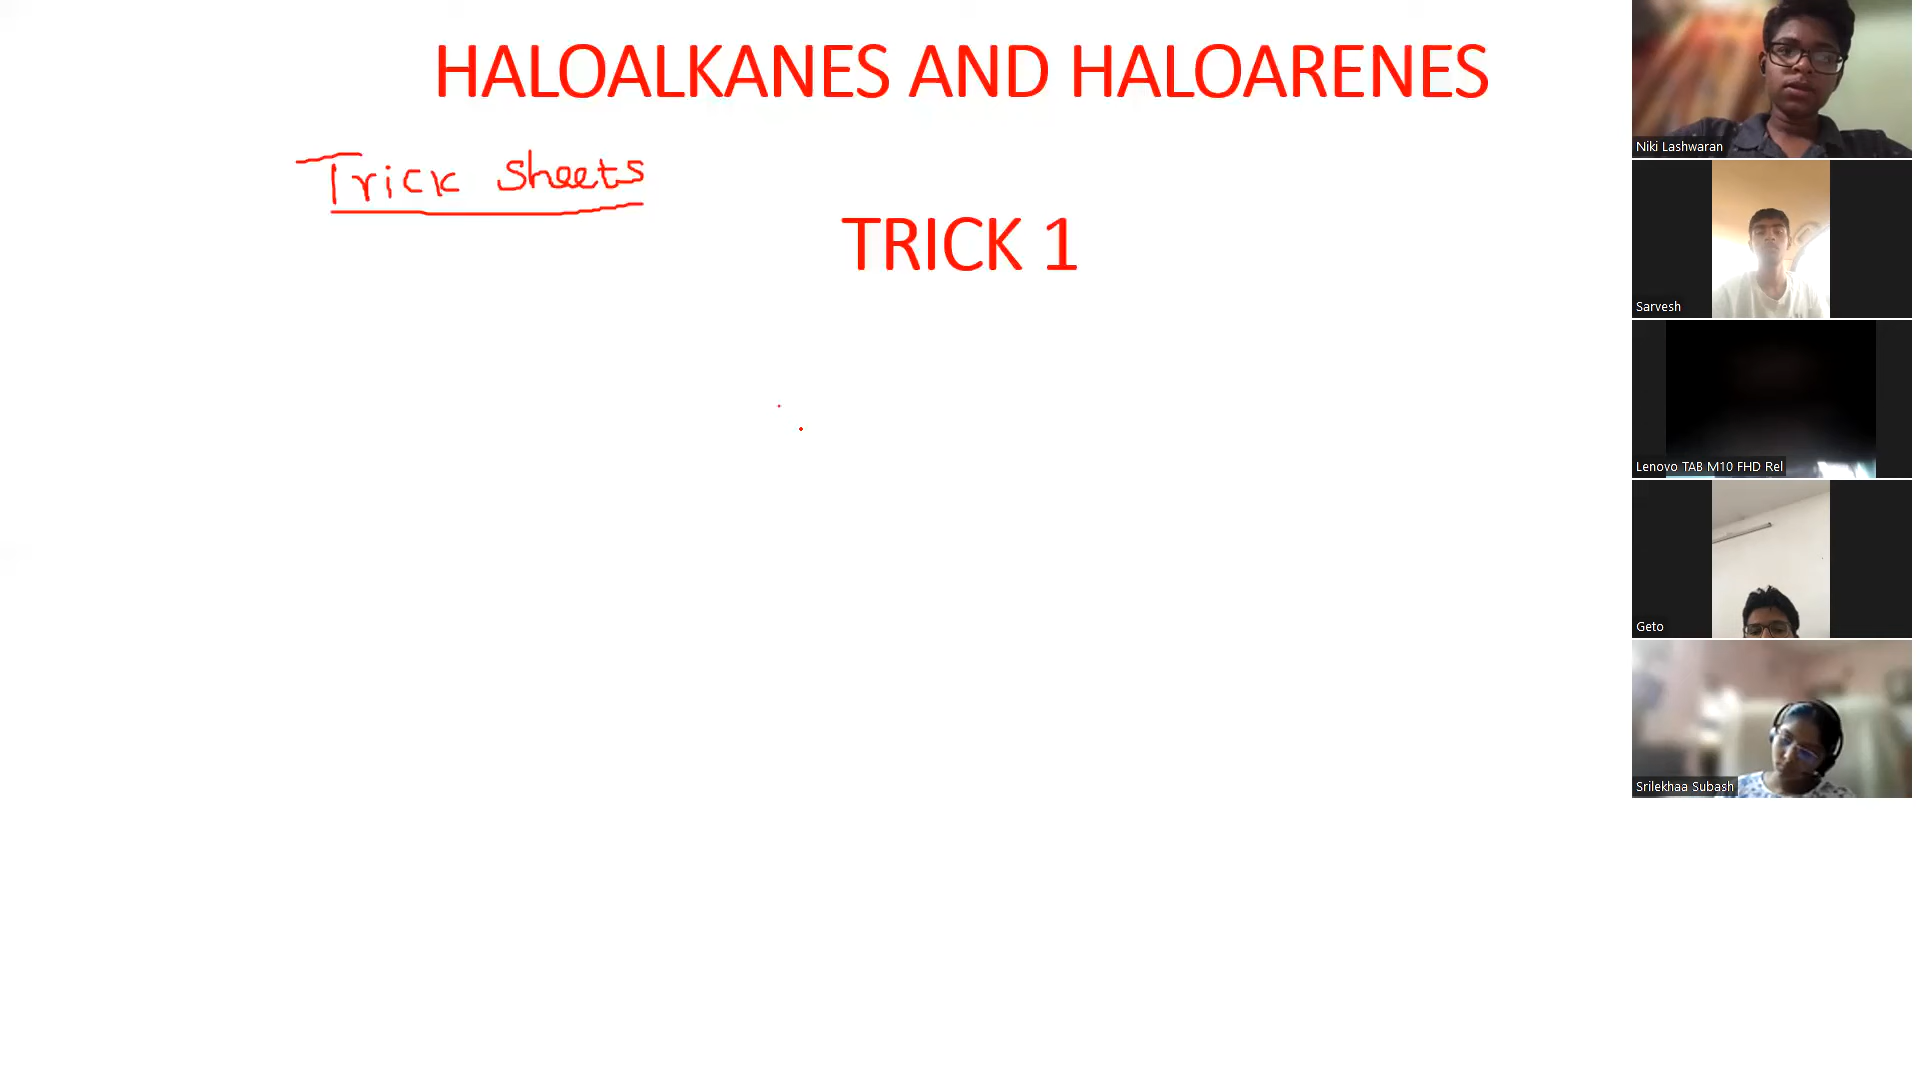 HALOALKANES AND HALOARENES
Trick sheets
TRICK 1
Niki Lashwaran
Sarvesh
Lenovo TAB M10 FHD Rel
Geto
Srilekhaa Subash